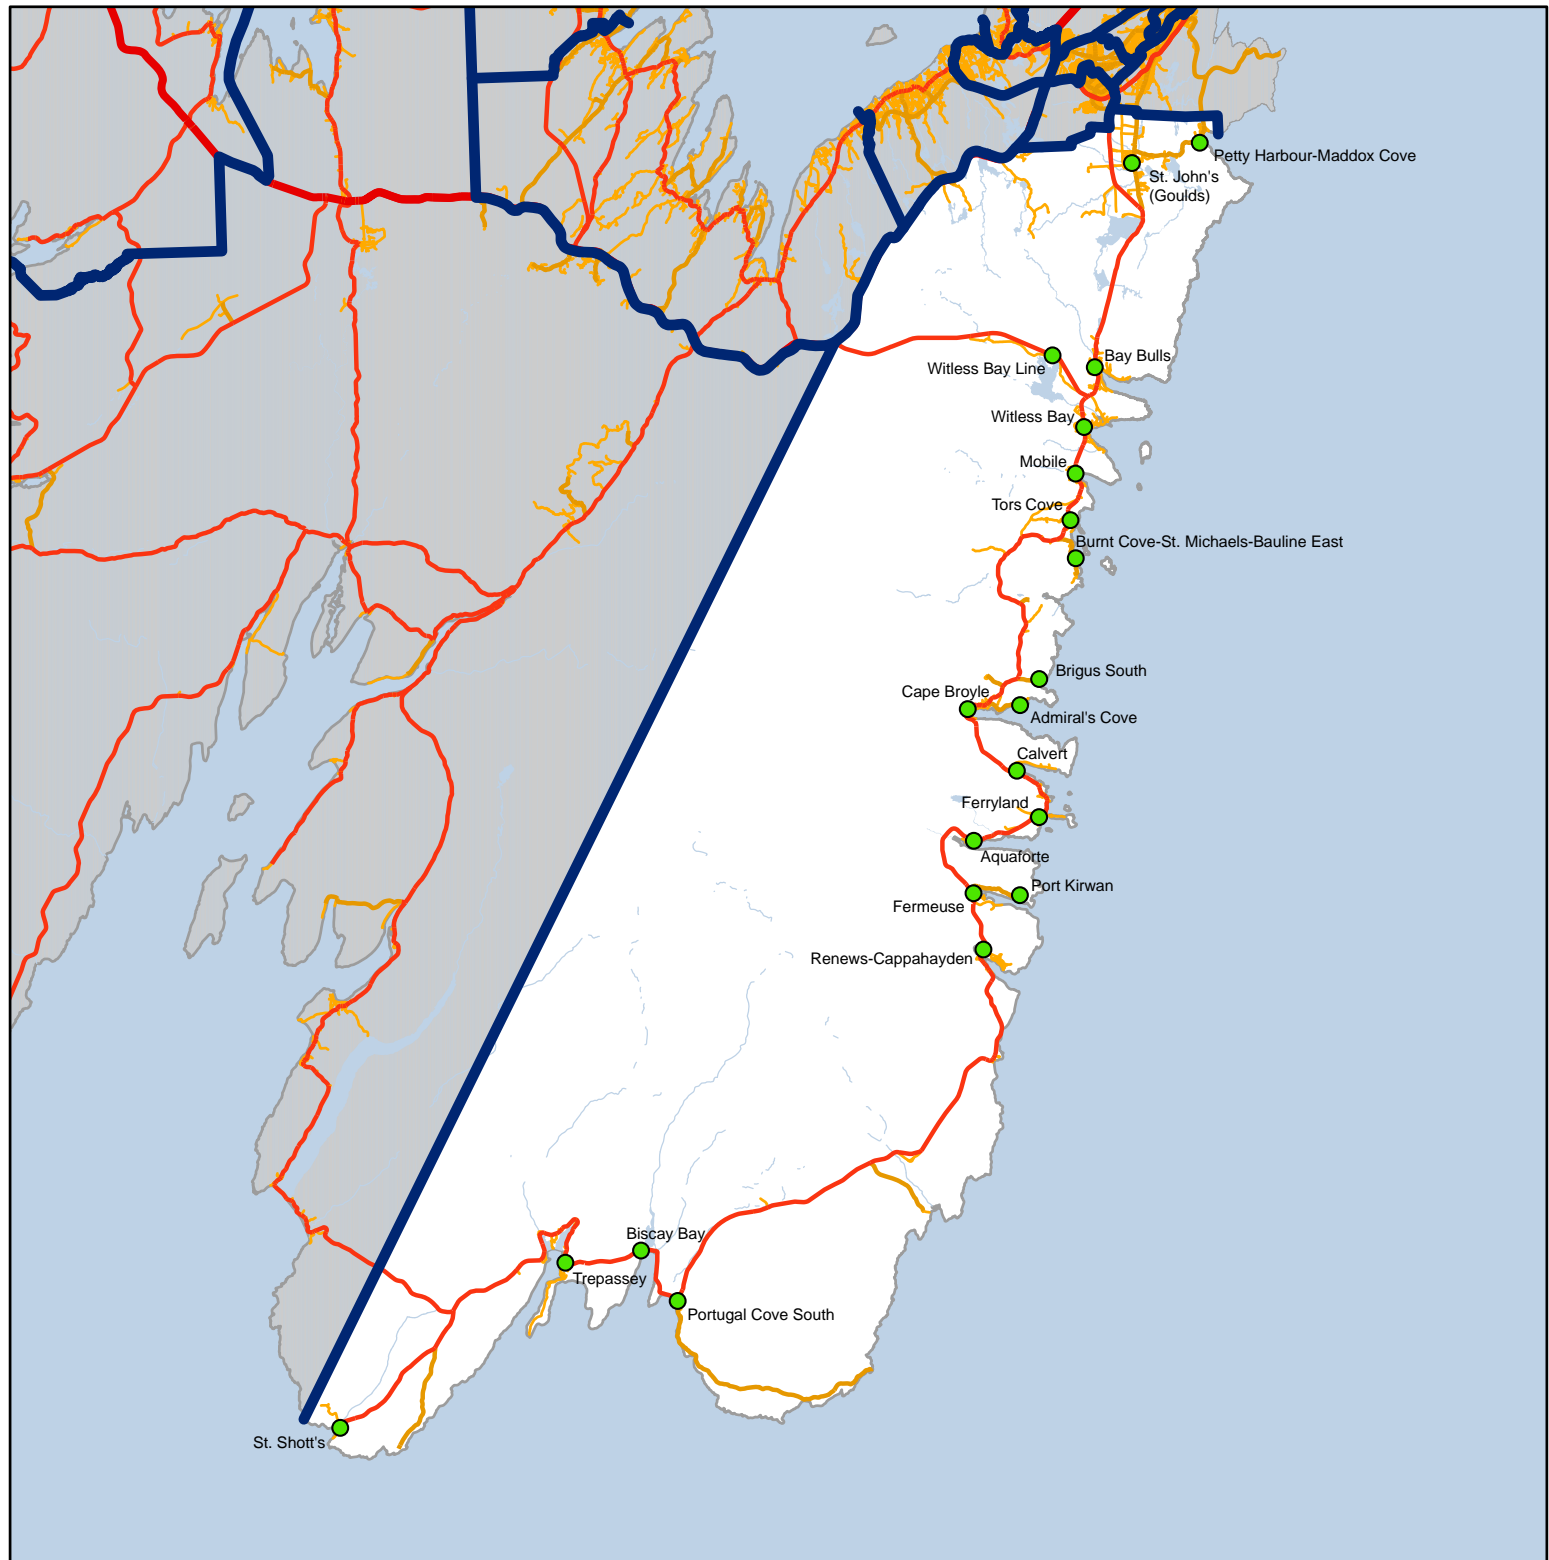 Petty Harbour-Maddox Cove
St. John's
(Goulds)
Bay Bulls
Witless Bay Line
Witless Bay
Mobile
Tors Cove
Burnt Cove-St. Michaels-Bauline East
Brigus South
Cape Broyle
Admiral's Cove
Calvert
Ferryland
Aquaforte
Port Kirwan
Fermeuse
Renews-Cappahayden
Biscay Bay
Trepassey
Portugal Cove South
St. Shott's